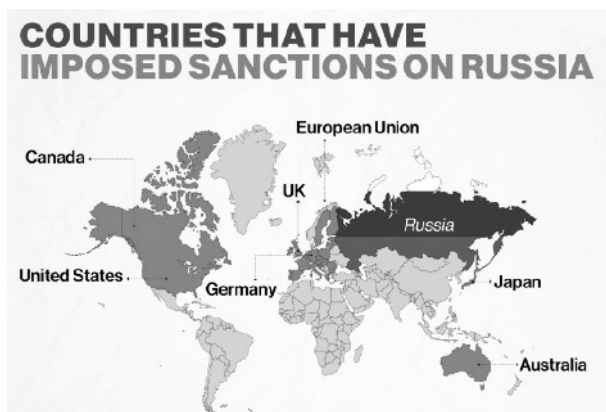 COUNTRIES THAT HAVE
IMPOSED SANCTIONS ON RUSSIA
European Union
Canada
UK
Russia
United States
Germany
Japan
Australia